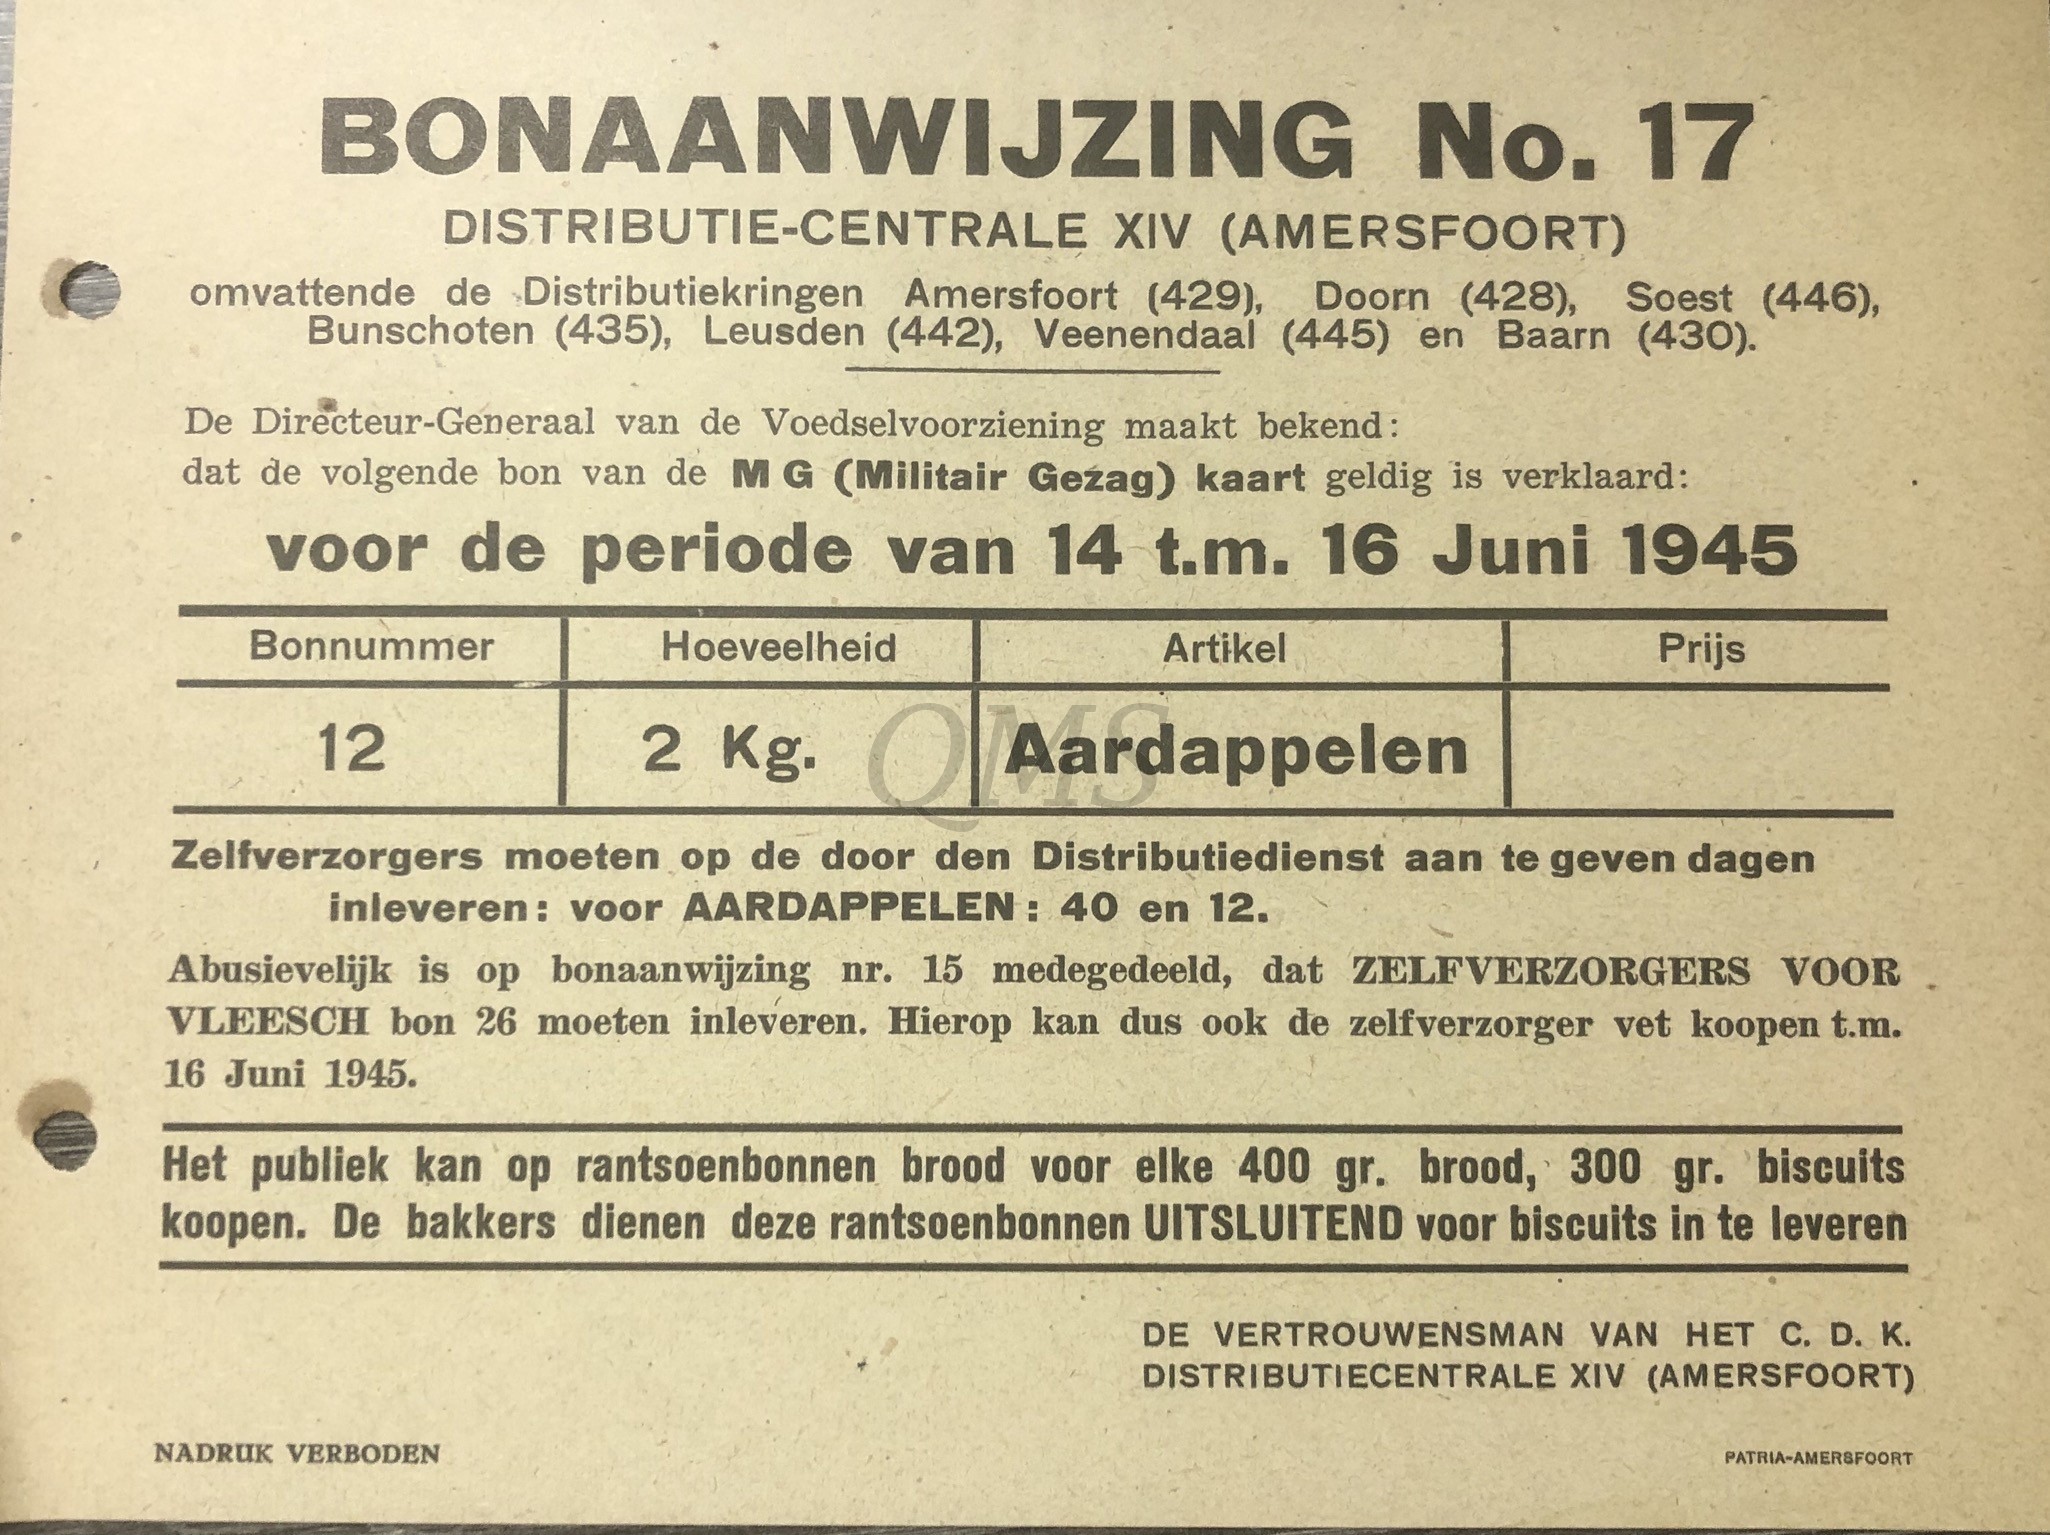 BONAANWIJZING No. 17
DISTRIBUTIE-CENTRALE XIV (AMERSFOORT)
omvattende de Distributiekringen Amersfoort (429), Doorn (428), Soest (446),
Bunschoten (435), Leusden (442), Veenendaal (445) en Baarn (430).
De Directeur-Generaal van de Voedselvoorziening maakt bekend:
dat de volgende bon van de M G (Militair Gezag) kaart geldig is verklaard:
voor de periode van 14 t.m. 16 Juni 1945
Bonnummer Hoeveelheid Artikel Prijs
12 2 Kg. Aardappelen
QMS
Zelfverzorgers moeten op de door den Distributiedienst aan te geven dagen
inleveren: voor AARDAPPELEN: 40 en 12.
Abusievelijk is op bonaanwijzing nr. 15 medegedeeld, dat ZELFVERZORGERS VOOR
VLEESCH bon 26 moeten inleveren. Hierop kan dus ook de zelfverzorger vet koopen t.m.
16 Juni 1945.
Het publiek kan op rantsoenbonnen brood voor elke 400 gr. brood, 300 gr. biscuits
koopen. De bakkers dienen deze rantsoenbonnen UITSLUITEND voor biscuits in te leveren
DE VERTROUWENSMAN VAN HET C. D. K.
DISTRIBUTIECENTRALE XIV (AMERSFOORT)
NADRUK VERBODEN PATRIA-AMERSFOORT